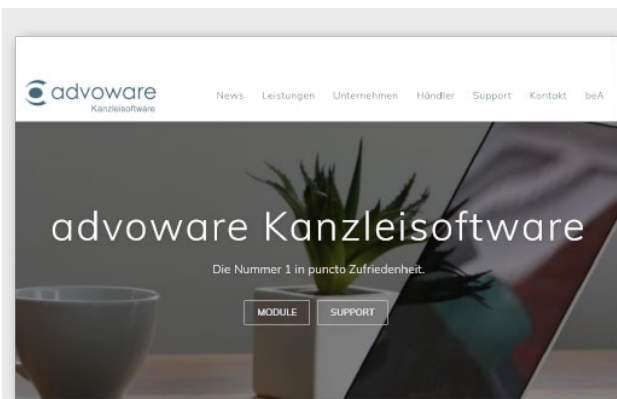 advoware
Kanzleisoftware
News Leistungen Unternehmen Händler Support Kontakt beA
advoware Kanzleisoftware
Die Nummer 1 in puncto Zufriedenheit.
MODULE SUPPORT